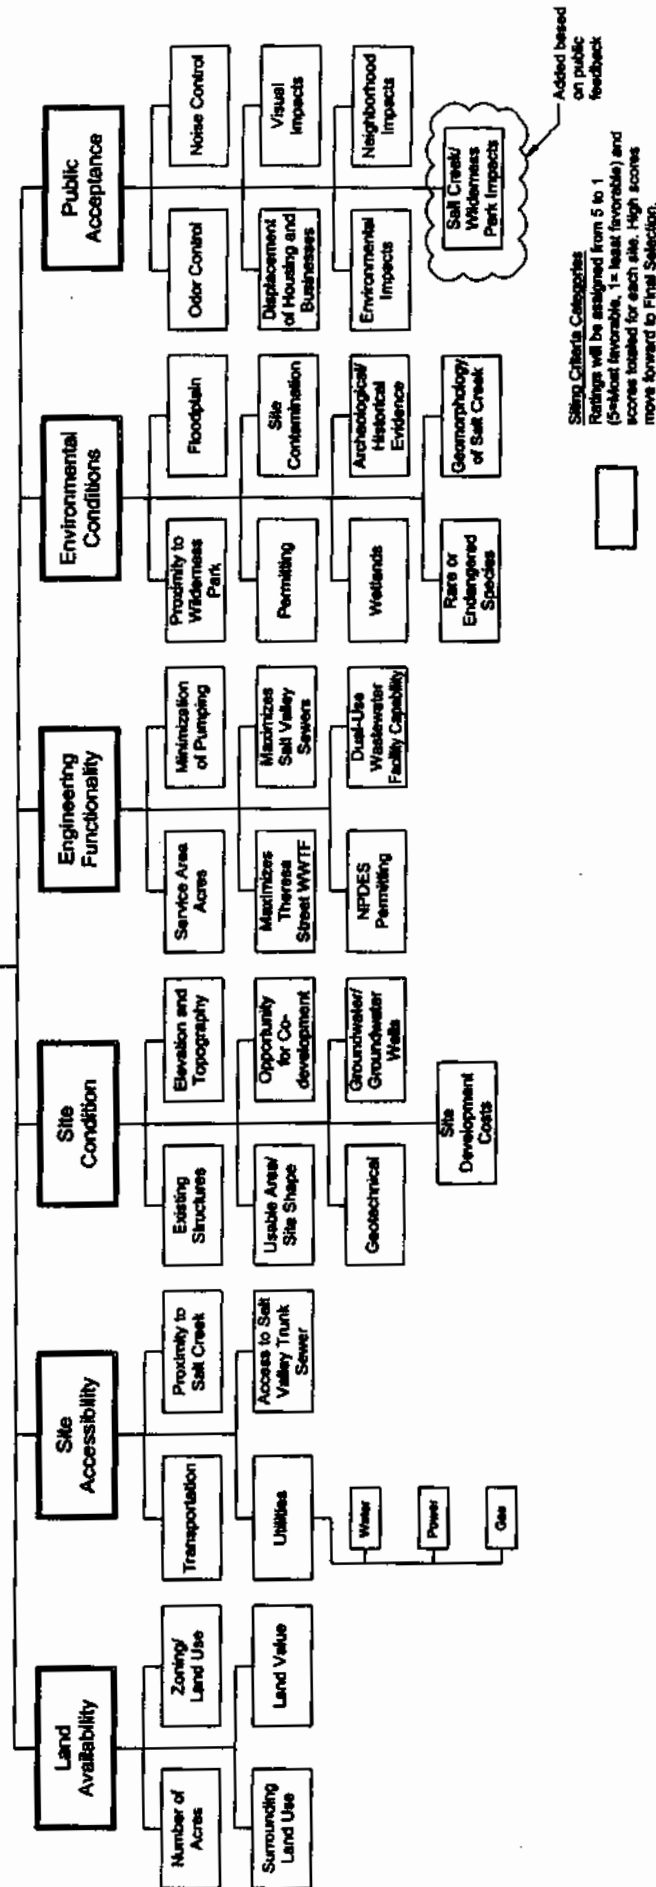 Land
Availability
Number of
Acres
Zoning/
Land Use
Surrounding
Land Use
Land Value
Site
Accessibility
Transportation
Proximity to
Salt Creek
Utilities
Access to Salt
Valley Trunk
Sewer
Water
Power
Gas
Site
Condition
Existing
Structures
Elevation and
Topography
Usable Area/
Site Shape
Opportunity
for Co-
development
Geotechnical
Groundwater/
Groundwater
Wells
Site
Development
Costs
Engineering
Functionality
Service Area
Acres
Minimization
of Pumping
Maximizes
Theresa
Street WWTF
Maximizes
Salt Valley
Sewers
NPDES
Permitting
Dual-Use
Wastewater
Facility Capability
Environmental
Conditions
Proximity to
Wilderness
Park
Floodplain
Permitting
Site
Contamination
Wetlands
Archaeological/
Historical
Evidence
Rare or
Endangered
Species
Geomorphology
of Salt Creek
Public
Acceptance
Odor Control
Noise Control
Displacement
of Housing and
Businesses
Visual
Impacts
Environmental
Impacts
Neighborhood
Impacts
Salt Creek/
Wilderness
Park Impacts
Added based
on public
feedback
Siting Criteria Categories
Ratings will be assigned from 5 to 1
(5=Most favorable, 1= least favorable) and
scores totaled for each site. High scores
move forward to Final Selection.